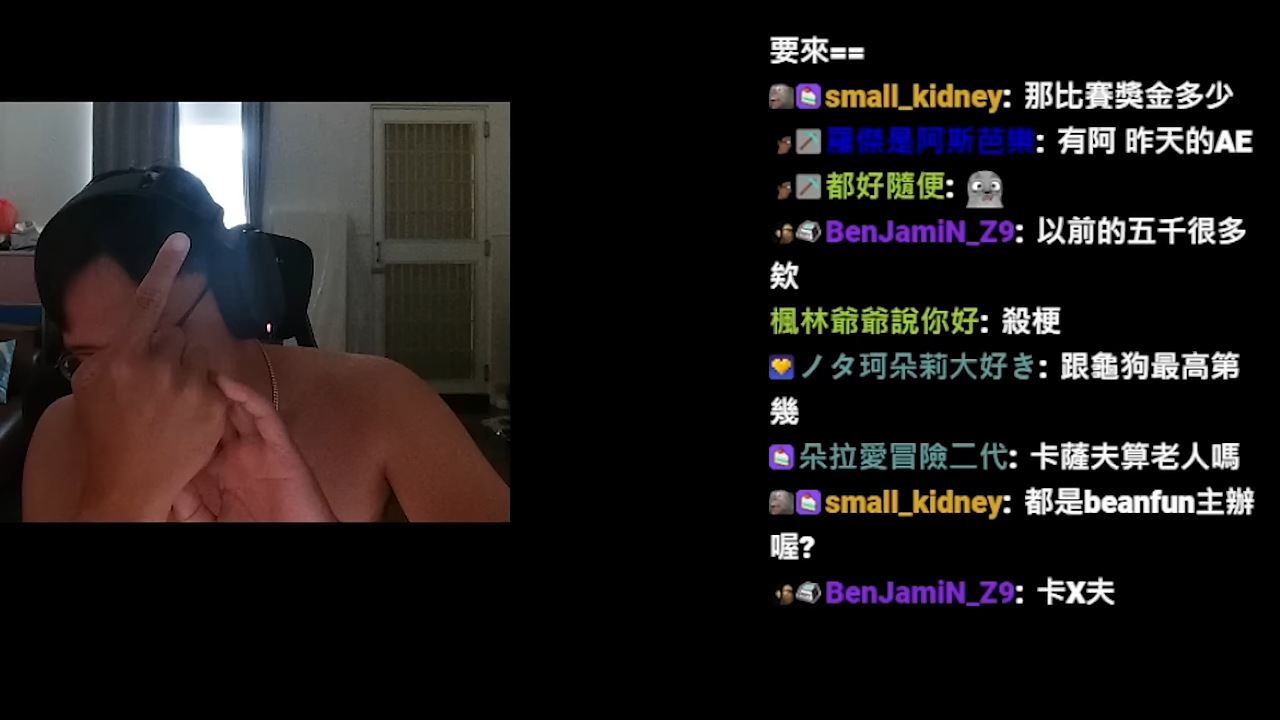 要來==
small_kidney: 那比賽獎金多少
羅傑是阿斯芭樂: 有阿 昨天的AE
都好隨便:
BenJamiN_Z9: 以前的五千很多
欸
楓林爺爺說你好: 殺梗
ノタ珂朵莉大好き: 跟龜狗最高第
幾
朵拉愛冒險二代: 卡薩夫算老人嗎
small_kidney: 都是beanfun主辦
喔?
BenJamiN_Z9: 卡X夫